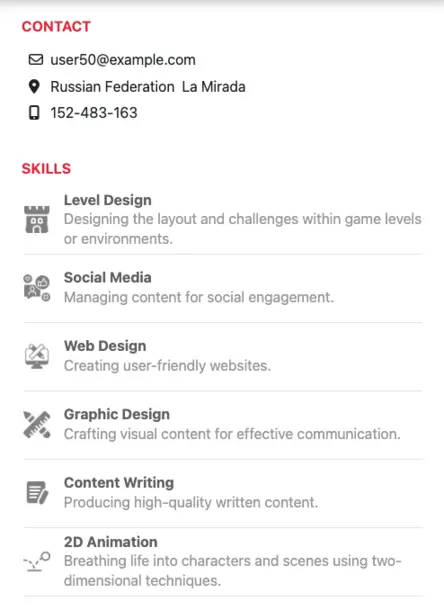 CONTACT
user50@example.com
Russian Federation La Mirada
152-483-163
SKILLS
Level Design
Designing the layout and challenges within game levels
or environments.
Social Media
Managing content for social engagement.
Web Design
Creating user-friendly websites.
Graphic Design
Crafting visual content for effective communication.
Content Writing
Producing high-quality written content.
2D Animation
Breathing life into characters and scenes using two-
dimensional techniques.